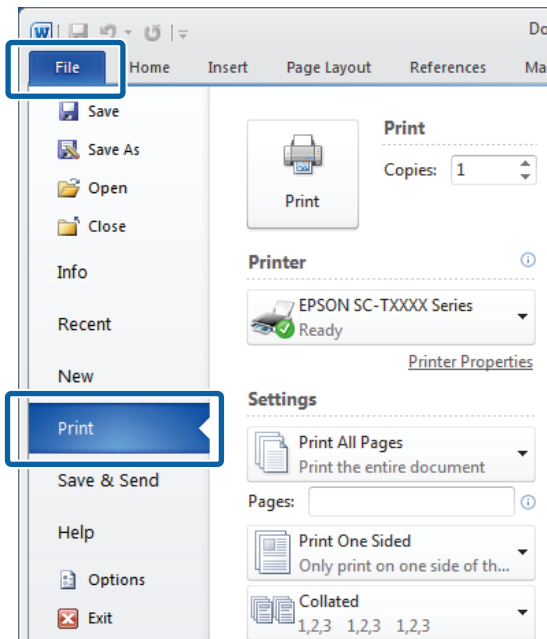 W
Do
File Home Insert Page Layout References Ma
Save
Save As
Open
Close
Info
Recent
New
Print
Save & Send
Help
Options
Exit
Print
Print
Copies: 1
Printer
EPSON SC-TXXXX Series
Ready
Printer Properties
Settings
Print All Pages
Print the entire document
Pages:
Print One Sided
Only print on one side of th...
Collated
1,2,3 1,2,3 1,2,3